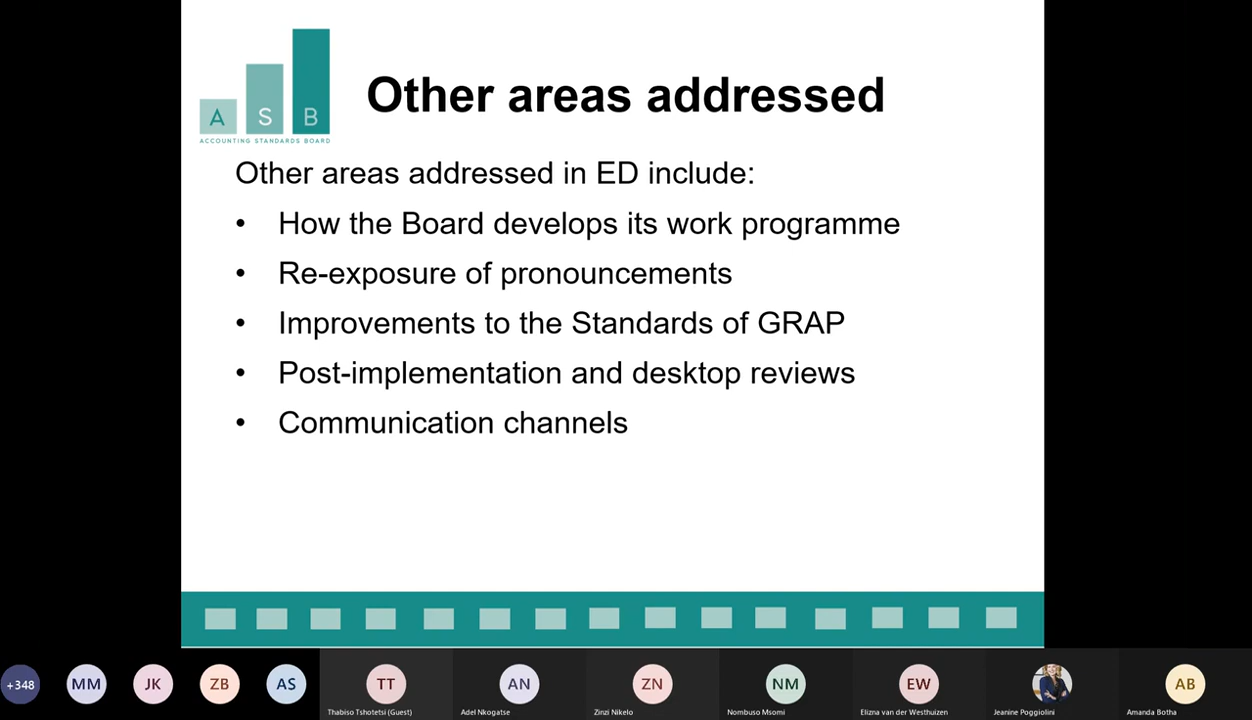 A S B
ACCOUNTING STANDARDS BOARD
Other areas addressed
Other areas addressed in ED include:
• How the Board develops its work programme
• Re-exposure of pronouncements
• Improvements to the Standards of GRAP
• Post-implementation and desktop reviews
• Communication channels
+348 MM JK ZB AS TT AN ZN NM EW AB
Thabiso Tshotetsi (Guest) Adel Nkogatse Zinzi Nikelo Nombuso Msomi Elizna van der Westhuizen Jeanine Poggiolini Amanda Botha